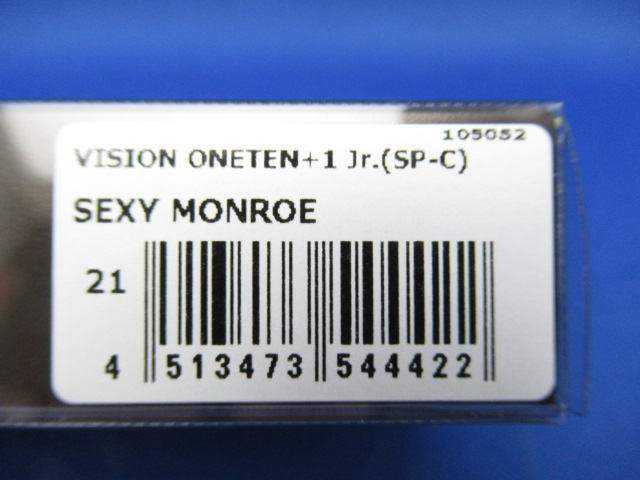 105052
VISION ONETEN+1 Jr.(SP-C)
SEXY MONROE
21
4 513473 544422